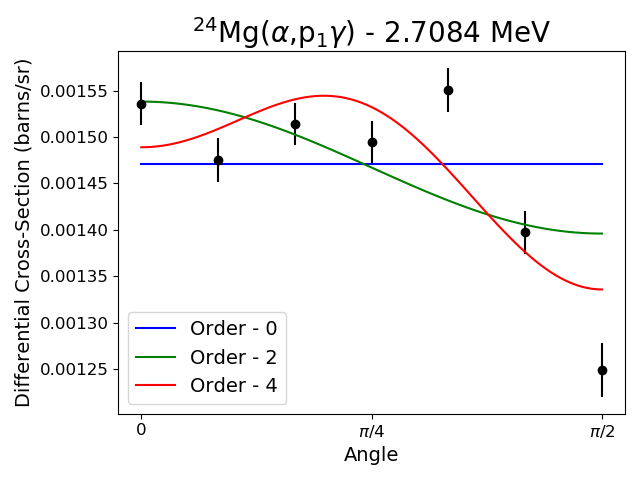 ²⁴Mg(α,p₁γ) - 2.7084 MeV
Differential Cross-Section (barns/sr)
0.00155
0.00150
0.00145
0.00140
0.00135
0.00130
0.00125
Order - 0
Order - 2
Order - 4
0 π/4 π/2
Angle